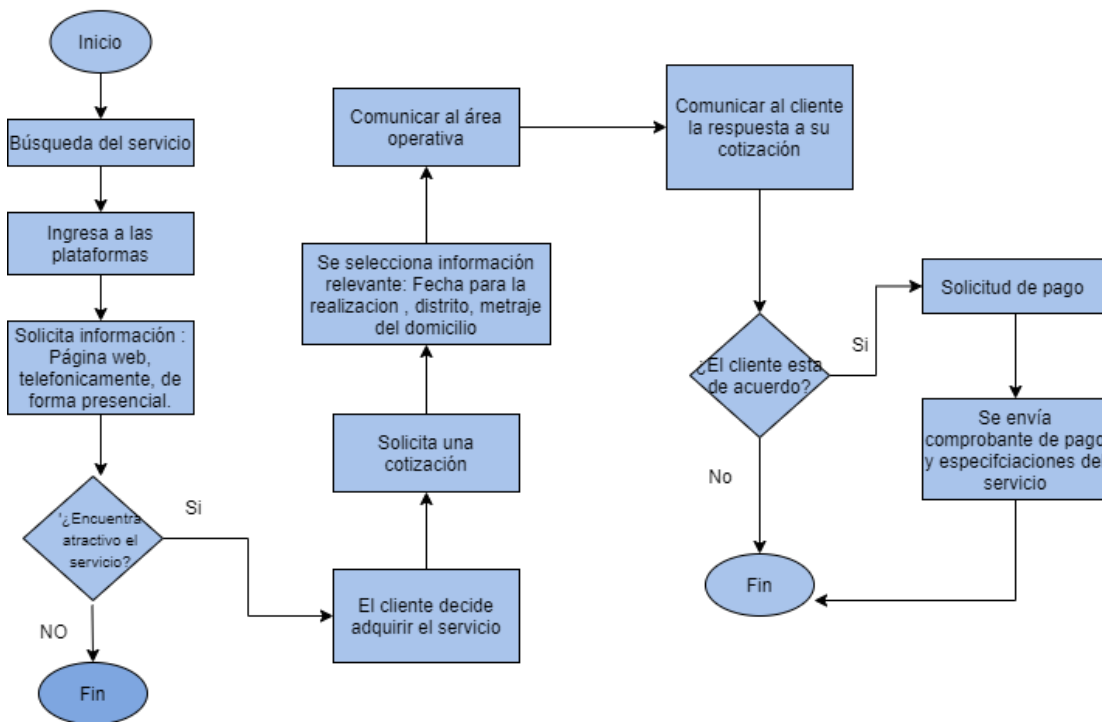 Inicio
Búsqueda del servicio
Ingresa a las
plataformas
Solicita información :
Página web,
telefonicamente, de
forma presencial.
'¿Encuentra
atractivo el
servicio?
NO
Fin
Si
El cliente decide
adquirir el servicio
Solicita una
cotización
Se selecciona información
relevante: Fecha para la
realizacion , distrito, metraje
del domicilio
Comunicar al área
operativa
Comunicar al cliente
la respuesta a su
cotización
¿El cliente esta
de acuerdo?
Si
Solicitud de pago
Se envía
comprobante de pago
y especifciaciones del
servicio
No
Fin